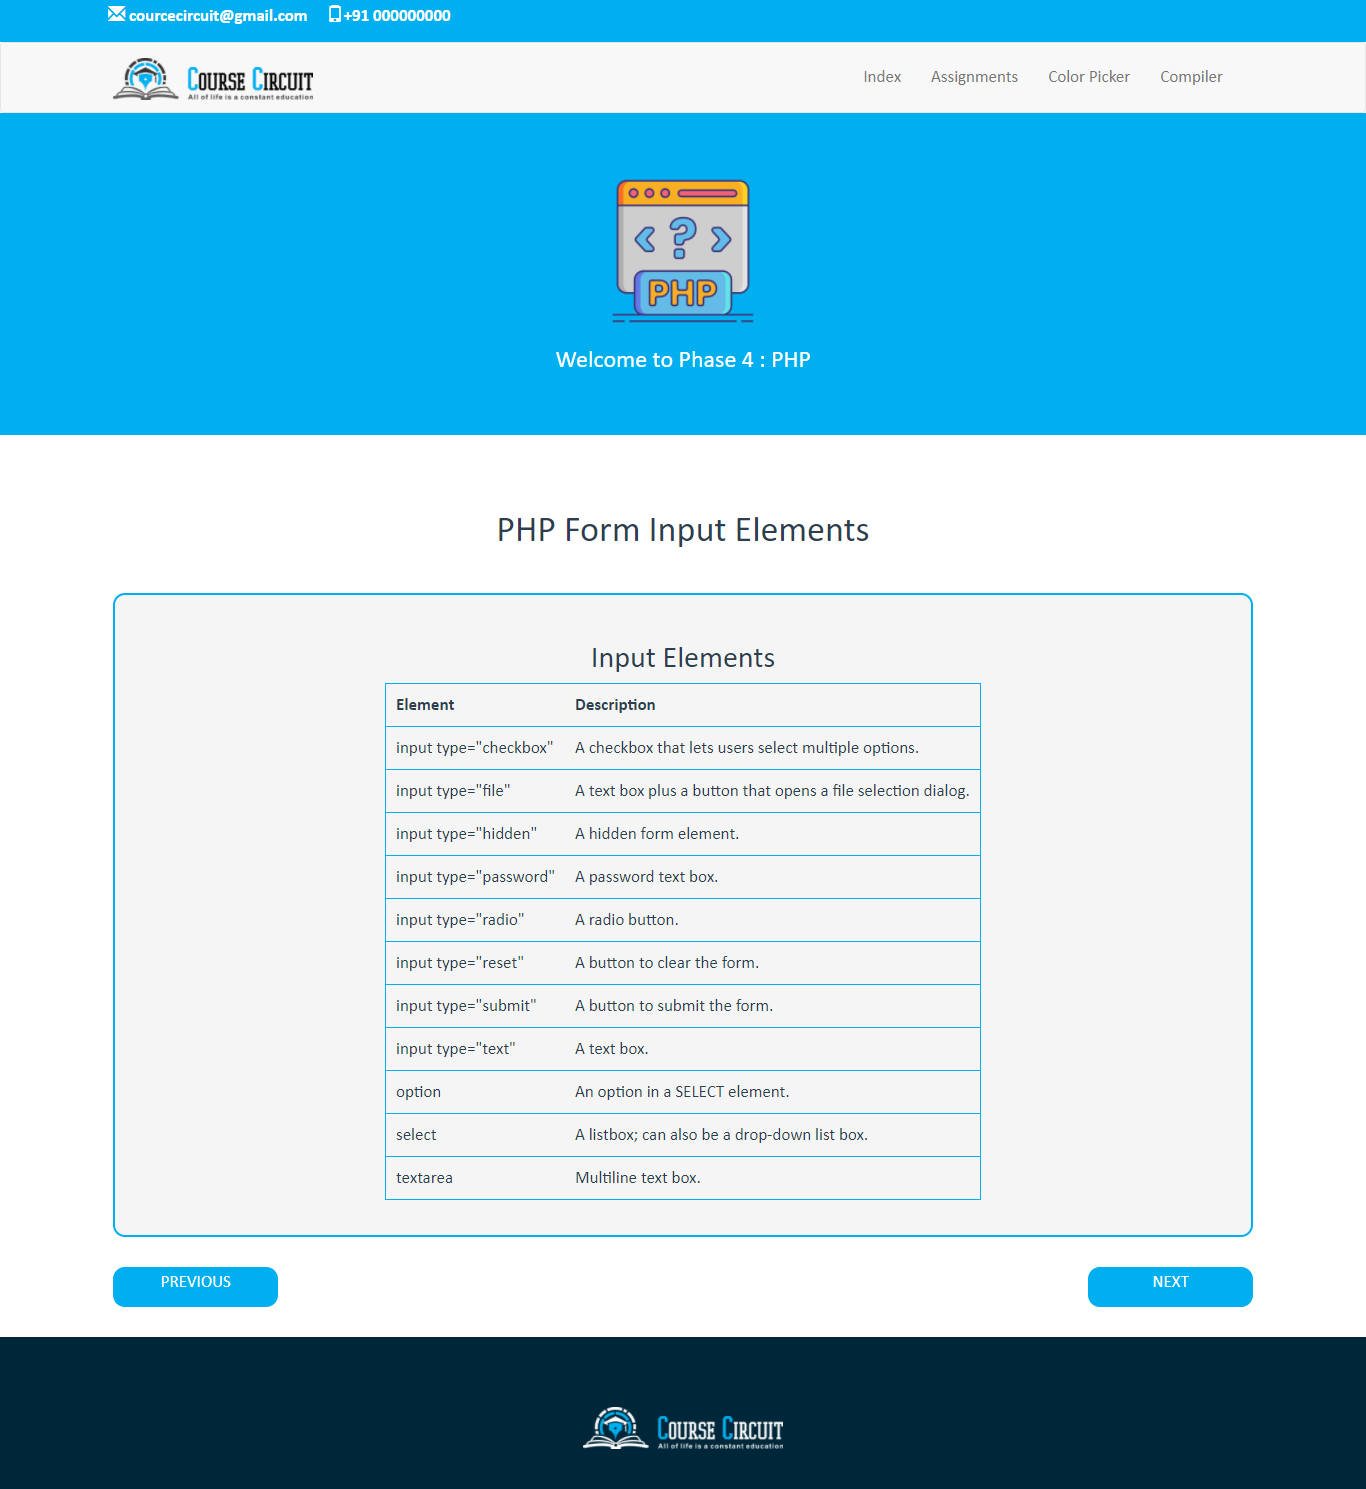 courcecircuit@gmail.com +91 000000000
COURSE CIRCUIT
All of life is a constant education
Index Assignments Color Picker Compiler
< ? >
PHP
Welcome to Phase 4 : PHP
PHP Form Input Elements
Input Elements
Element Description
input type="checkbox" A checkbox that lets users select multiple options.
input type="file" A text box plus a button that opens a file selection dialog.
input type="hidden" A hidden form element.
input type="password" A password text box.
input type="radio" A radio button.
input type="reset" A button to clear the form.
input type="submit" A button to submit the form.
input type="text" A text box.
option An option in a SELECT element.
select A listbox; can also be a drop-down list box.
textarea Multiline text box.
PREVIOUS NEXT
COURSE CIRCUIT
All of life is a constant education